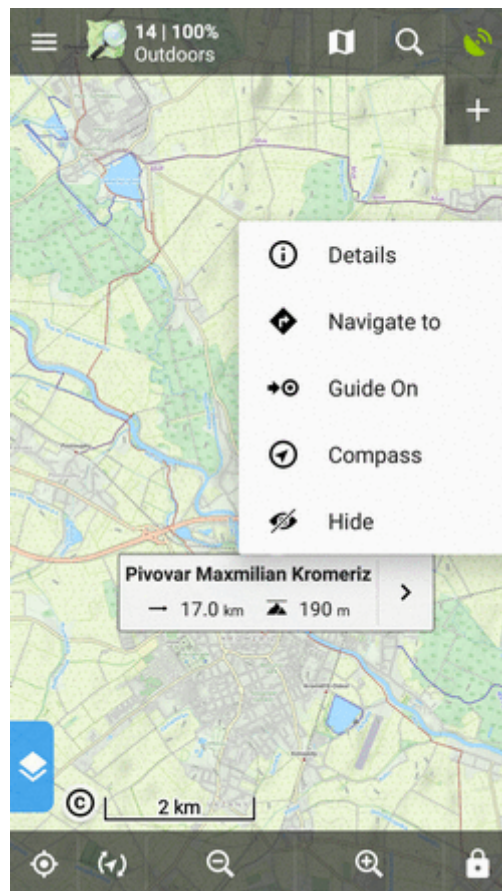 14 | 100%
Outdoors
Details
Navigate to
Guide On
Compass
Hide
Pivovar Maxmilian Kromeriz
17.0 km 190 m
©
2 km